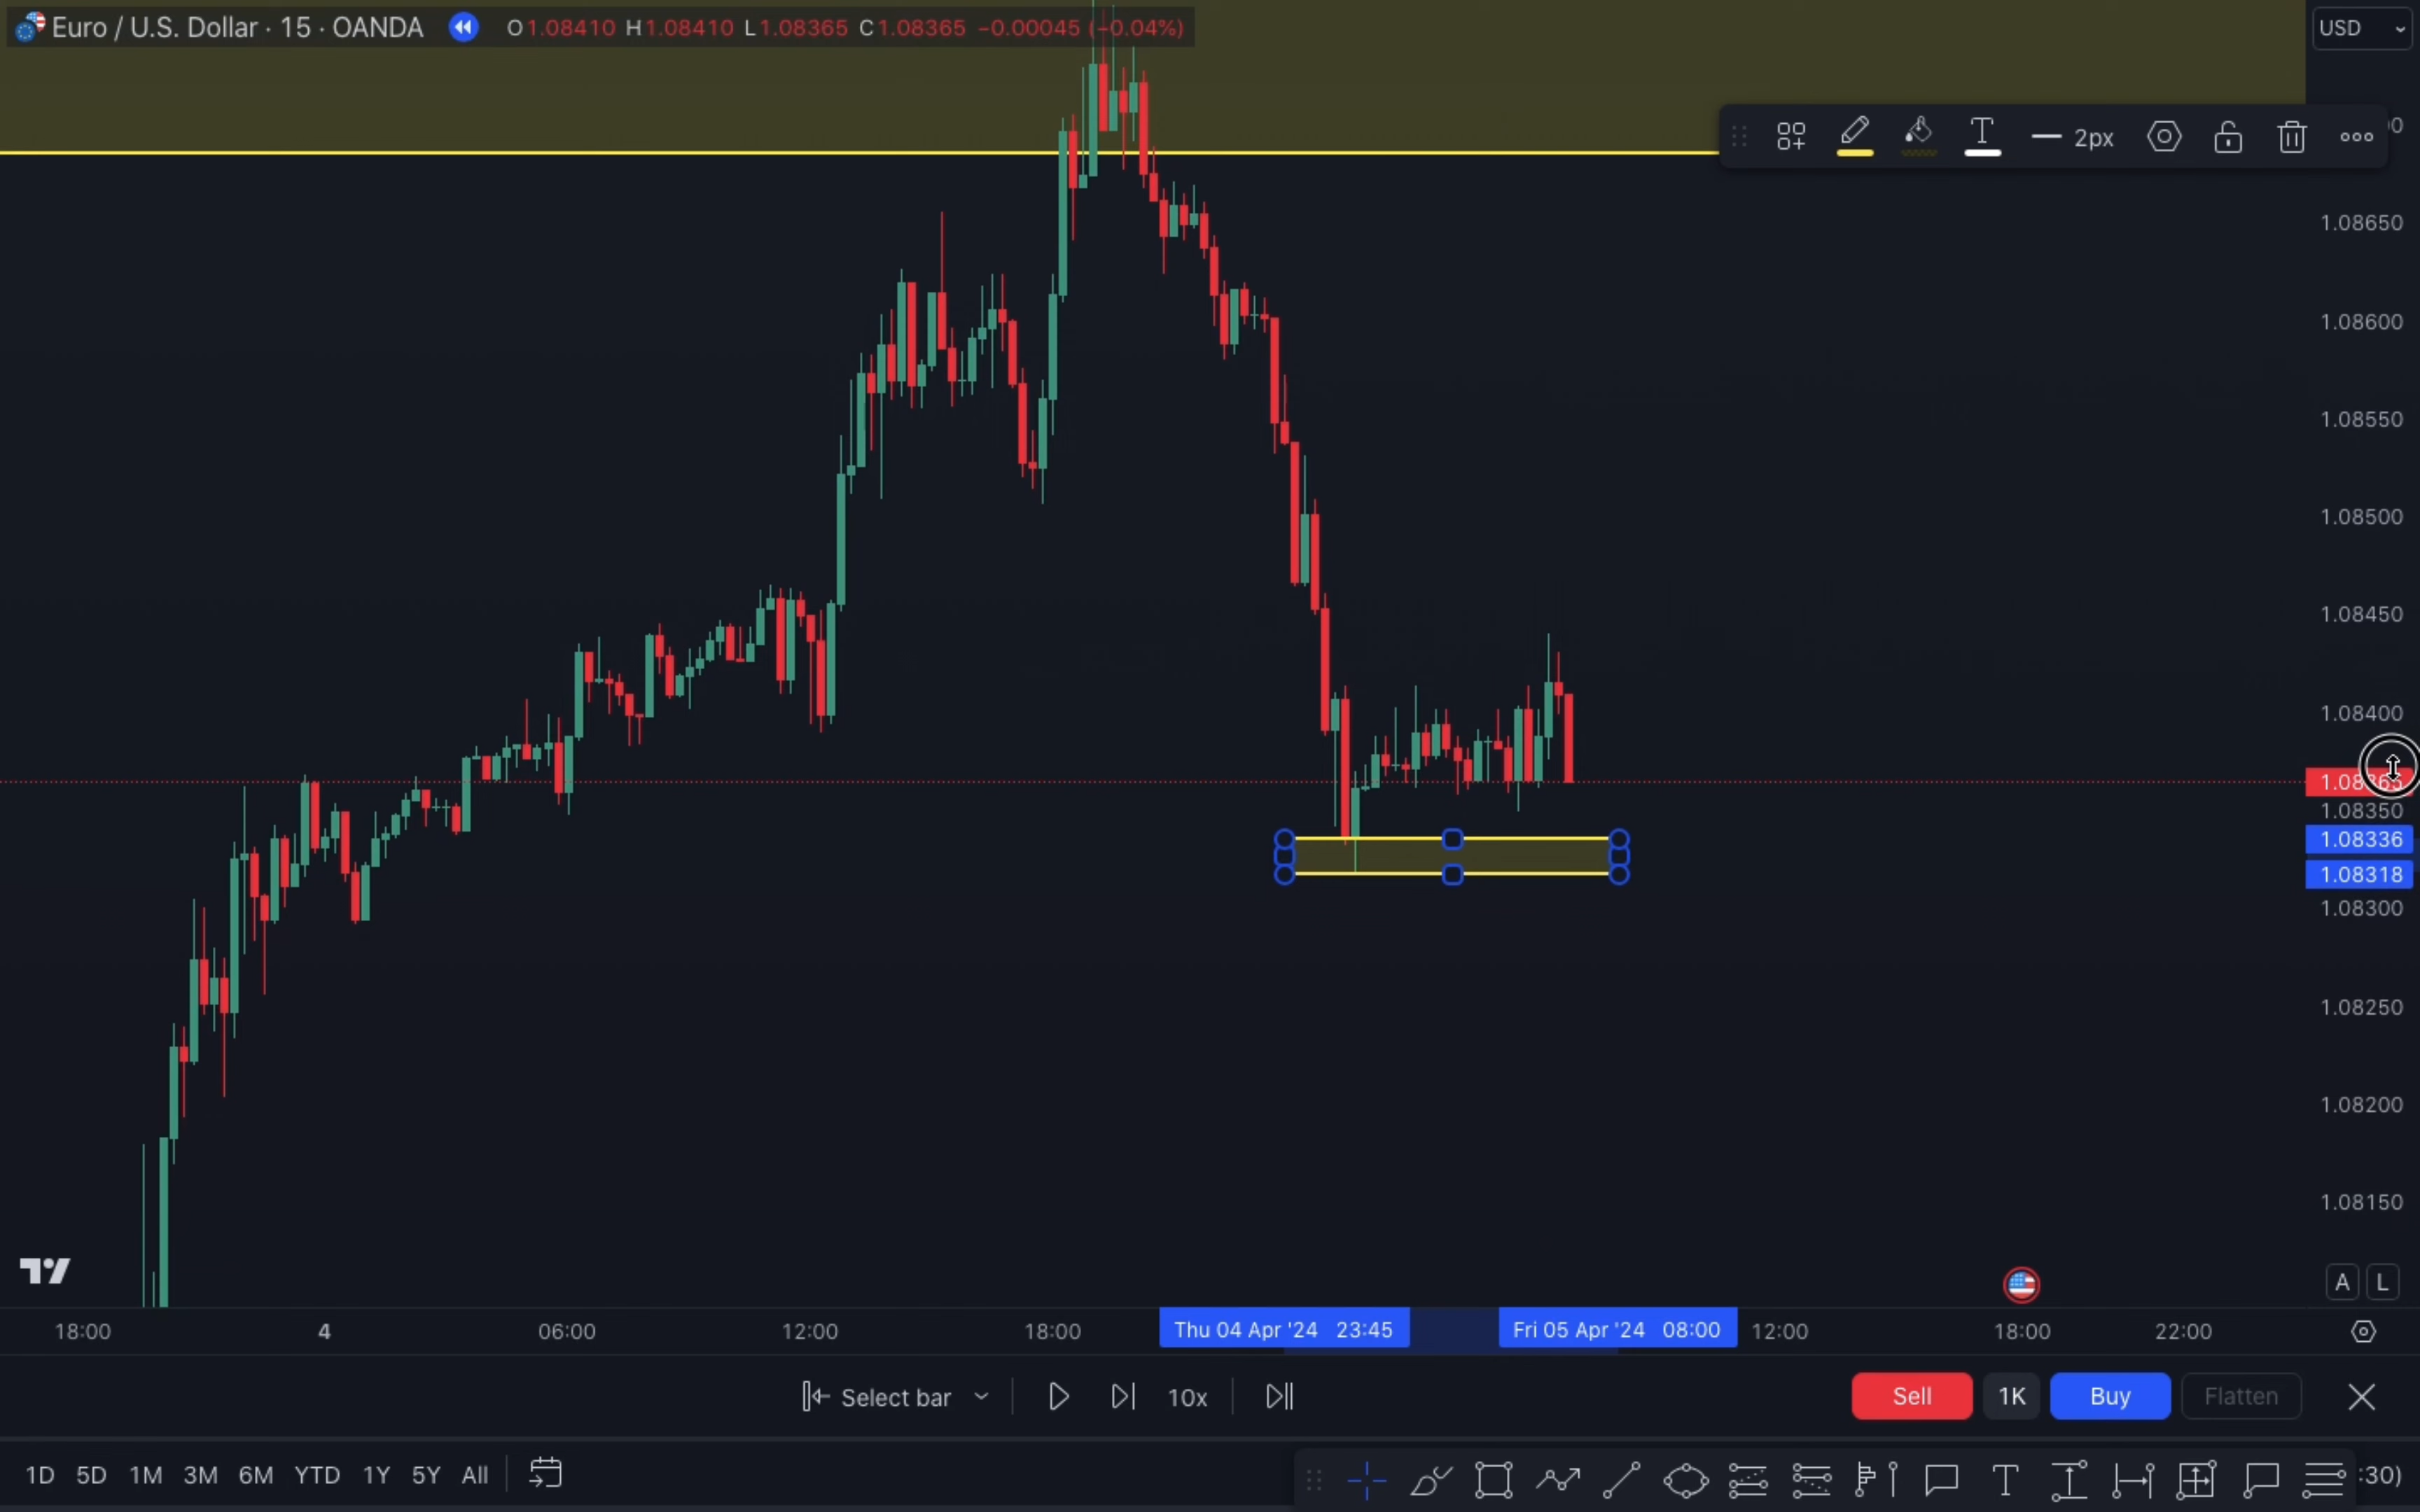 Euro / U.S. Dollar · 15 · OANDA O1.08410 H1.08410 L1.08365 C1.08365 −0.00045 (−0.04%)
USD
2px
1.08650
1.08600
1.08550
1.08500
1.08450
1.08400
1.08350
1.08336
1.08318
1.08300
1.08250
1.08200
1.08150
A L
18:00 4 06:00 12:00 18:00 Thu 04 Apr '24 23:45 Fri 05 Apr '24 08:00 12:00 18:00 22:00
Select bar 10x Sell 1K Buy Flatten
1D 5D 1M 3M 6M YTD 1Y 5Y All :30)